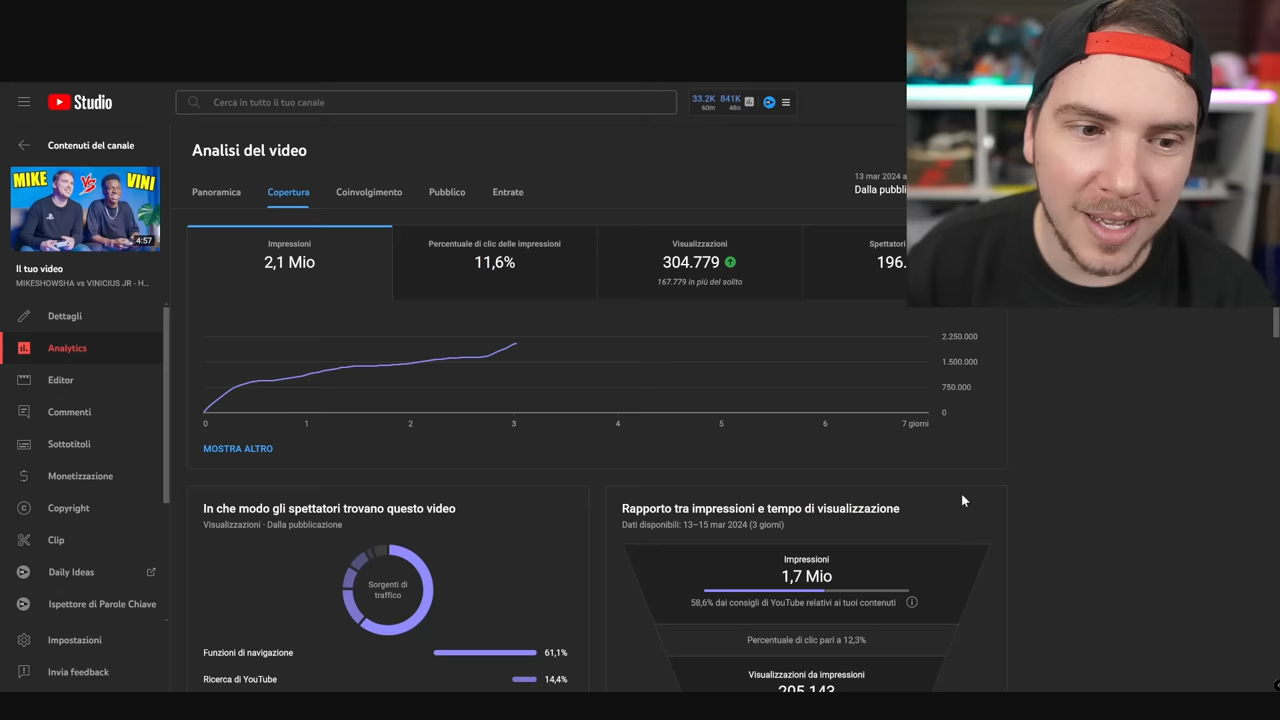 Studio
Cerca in tutto il tuo canale
33.2K 841K
60m 48o
Contenuti del canale
MIKE VS VINI
4:57
Il tuo video
MIKESHOWSHA vs VINICIUS JR - H...
Dettagli
Analytics
Editor
Commenti
Sottotitoli
Monetizzazione
Copyright
Clip
Daily Ideas
Ispettore di Parole Chiave
Impostazioni
Invia feedback
Analisi del video
Panoramica
Copertura
Coinvolgimento
Pubblico
Entrate
13 mar 2024 a
Dalla pubbli
Impressioni
2,1 Mio
Percentuale di clic delle impressioni
11,6%
Visualizzazioni
304.779
167.779 in più del solito
Spettatori
196.
2.250.000
1.500.000
750.000
0
0 1 2 3 4 5 6 7 giorni
MOSTRA ALTRO
In che modo gli spettatori trovano questo video
Visualizzazioni · Dalla pubblicazione
Sorgenti di
traffico
Funzioni di navigazione 61,1%
Ricerca di YouTube 14,4%
Rapporto tra impressioni e tempo di visualizzazione
Dati disponibili: 13–15 mar 2024 (3 giorni)
Impressioni
1,7 Mio
58,6% dai consigli di YouTube relativi ai tuoi contenuti
Percentuale di clic pari a 12,3%
Visualizzazioni da impressioni
205.143